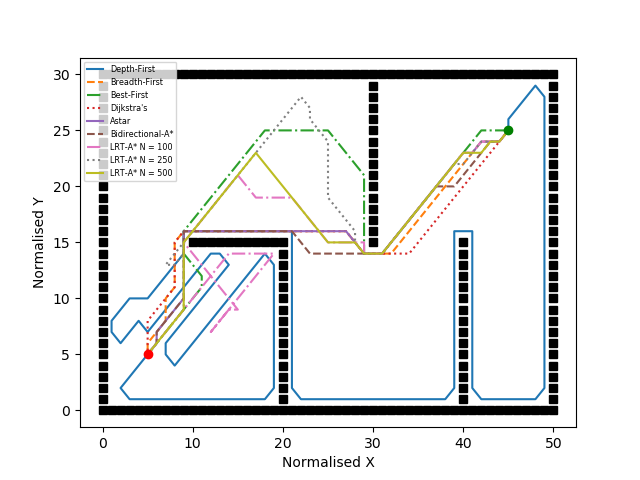 30
25
20
15
10
5
0
Normalised Y
Depth-First
Breadth-First
Best-First
Dijkstra's
Astar
Bidirectional-A*
LRT-A* N = 100
LRT-A* N = 250
LRT-A* N = 500
0 10 20 30 40 50
Normalised X